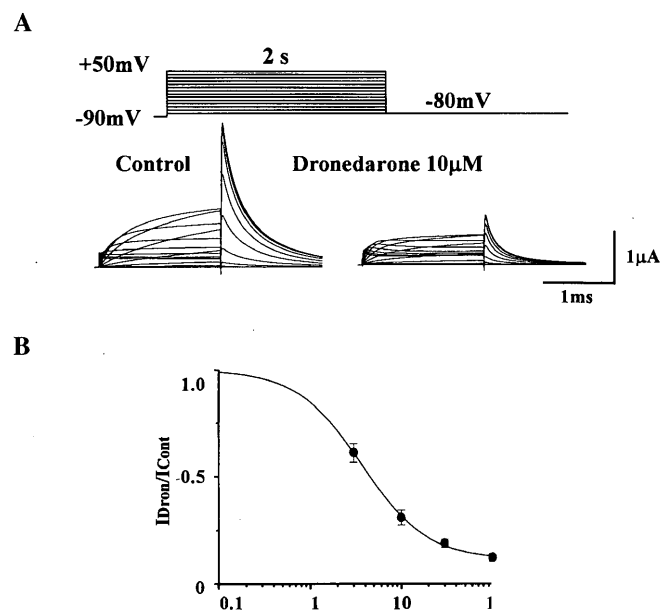 A
+50mV
2 s
-90mV
-80mV
Control
Dronedarone 10µM
1µA
1ms
B
IDron/ICont
1.0
0.5
0
0.1
1
10
1